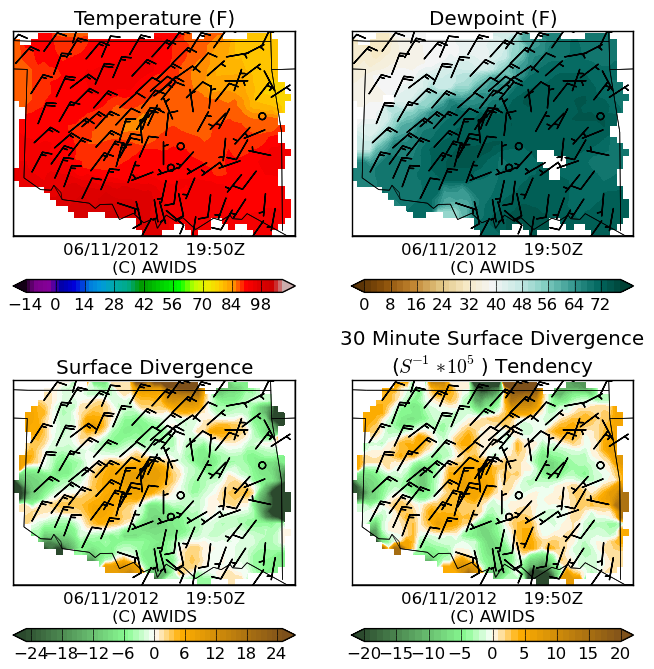 Temperature (F)
Dewpoint (F)
06/11/2012 19:50Z
(C) AWIDS
−14 0 14 28 42 56 70 84 98
06/11/2012 19:50Z
(C) AWIDS
0 8 16 24 32 40 48 56 64 72
Surface Divergence
30 Minute Surface Divergence
(S⁻¹ *10⁵ ) Tendency
06/11/2012 19:50Z
(C) AWIDS
−24−18−12 −6 0 6 12 18 24
06/11/2012 19:50Z
(C) AWIDS
−20−15−10 −5 0 5 10 15 20